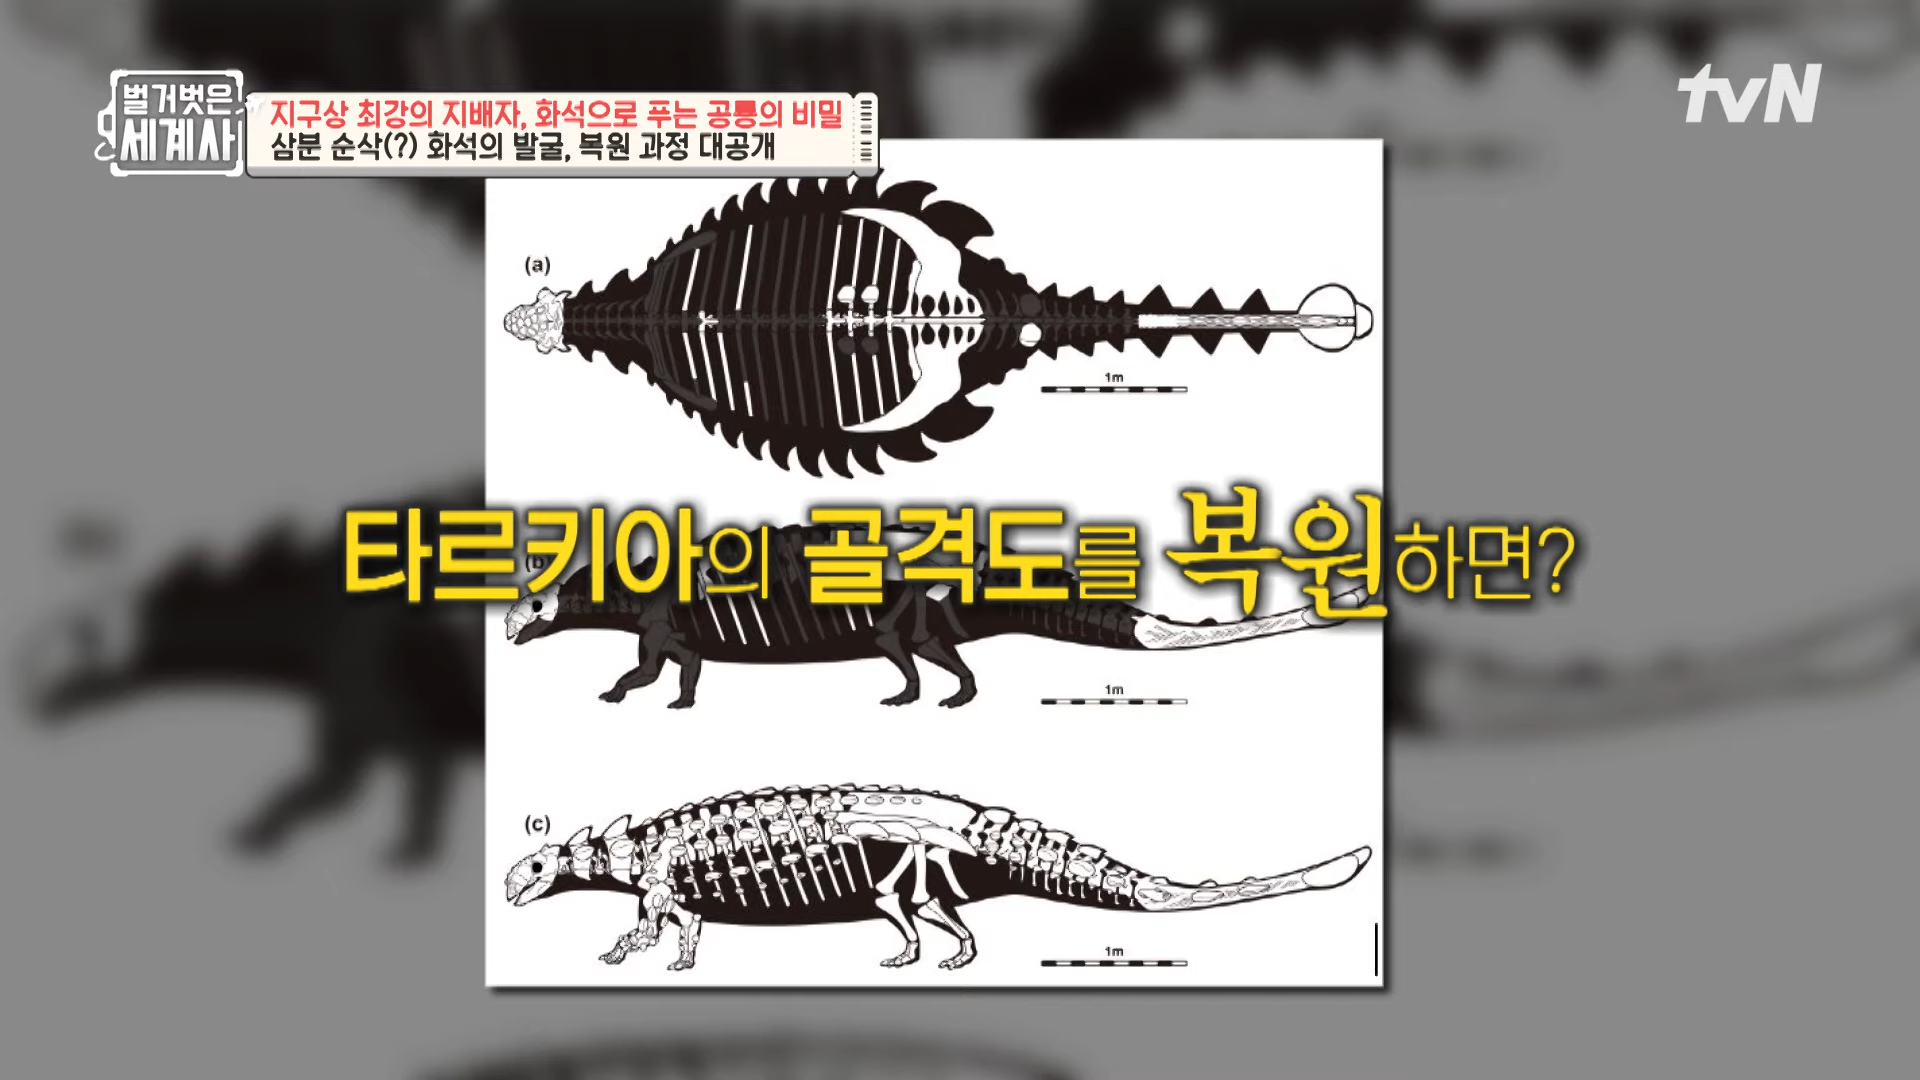 벌거벗은
세계사
지구상 최강의 지배자, 화석으로 푸는 공룡의 비밀
삼분 순삭(?) 화석의 발굴, 복원 과정 대공개
tvN
(a)
1m
타르키아의 골격도를 복원하면?
(b)
1m
(c)
1m